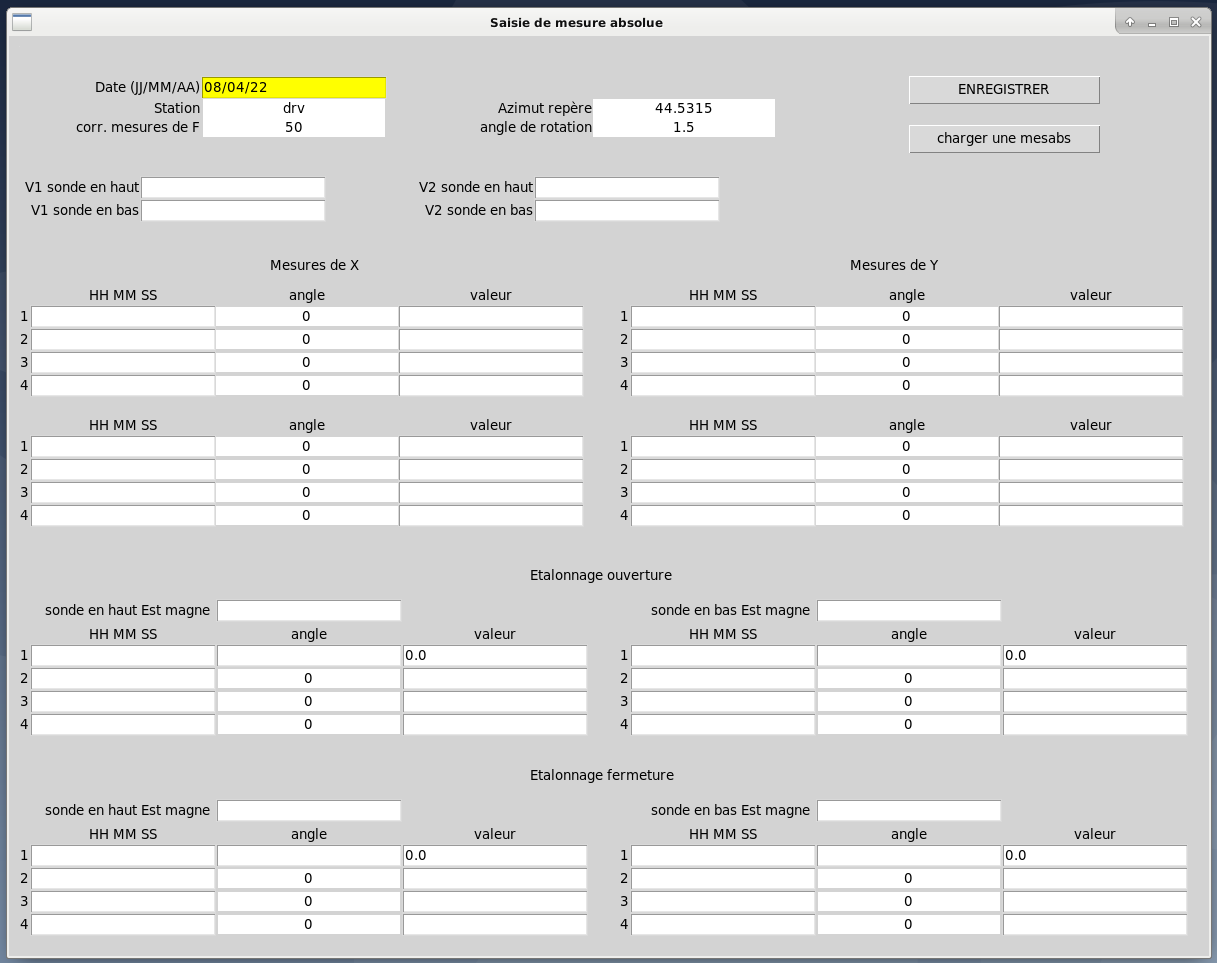 Saisie de mesure absolue
Date (JJ/MM/AA) 08/04/22 ENREGISTRER
Station drv Azimut repère 44.5315
corr. mesures de F 50 angle de rotation 1.5
charger une mesabs
V1 sonde en haut V2 sonde en haut
V1 sonde en bas V2 sonde en bas
Mesures de X Mesures de Y
HH MM SS angle valeur HH MM SS angle valeur
1 0 1 0
2 0 2 0
3 0 3 0
4 0 4 0
HH MM SS angle valeur HH MM SS angle valeur
1 0 1 0
2 0 2 0
3 0 3 0
4 0 4 0
Etalonnage ouverture
sonde en haut Est magne sonde en bas Est magne
HH MM SS angle valeur HH MM SS angle valeur
1 0.0 1 0.0
2 0 2 0
3 0 3 0
4 0 4 0
Etalonnage fermeture
sonde en haut Est magne sonde en bas Est magne
HH MM SS angle valeur HH MM SS angle valeur
1 0.0 1 0.0
2 0 2 0
3 0 3 0
4 0 4 0